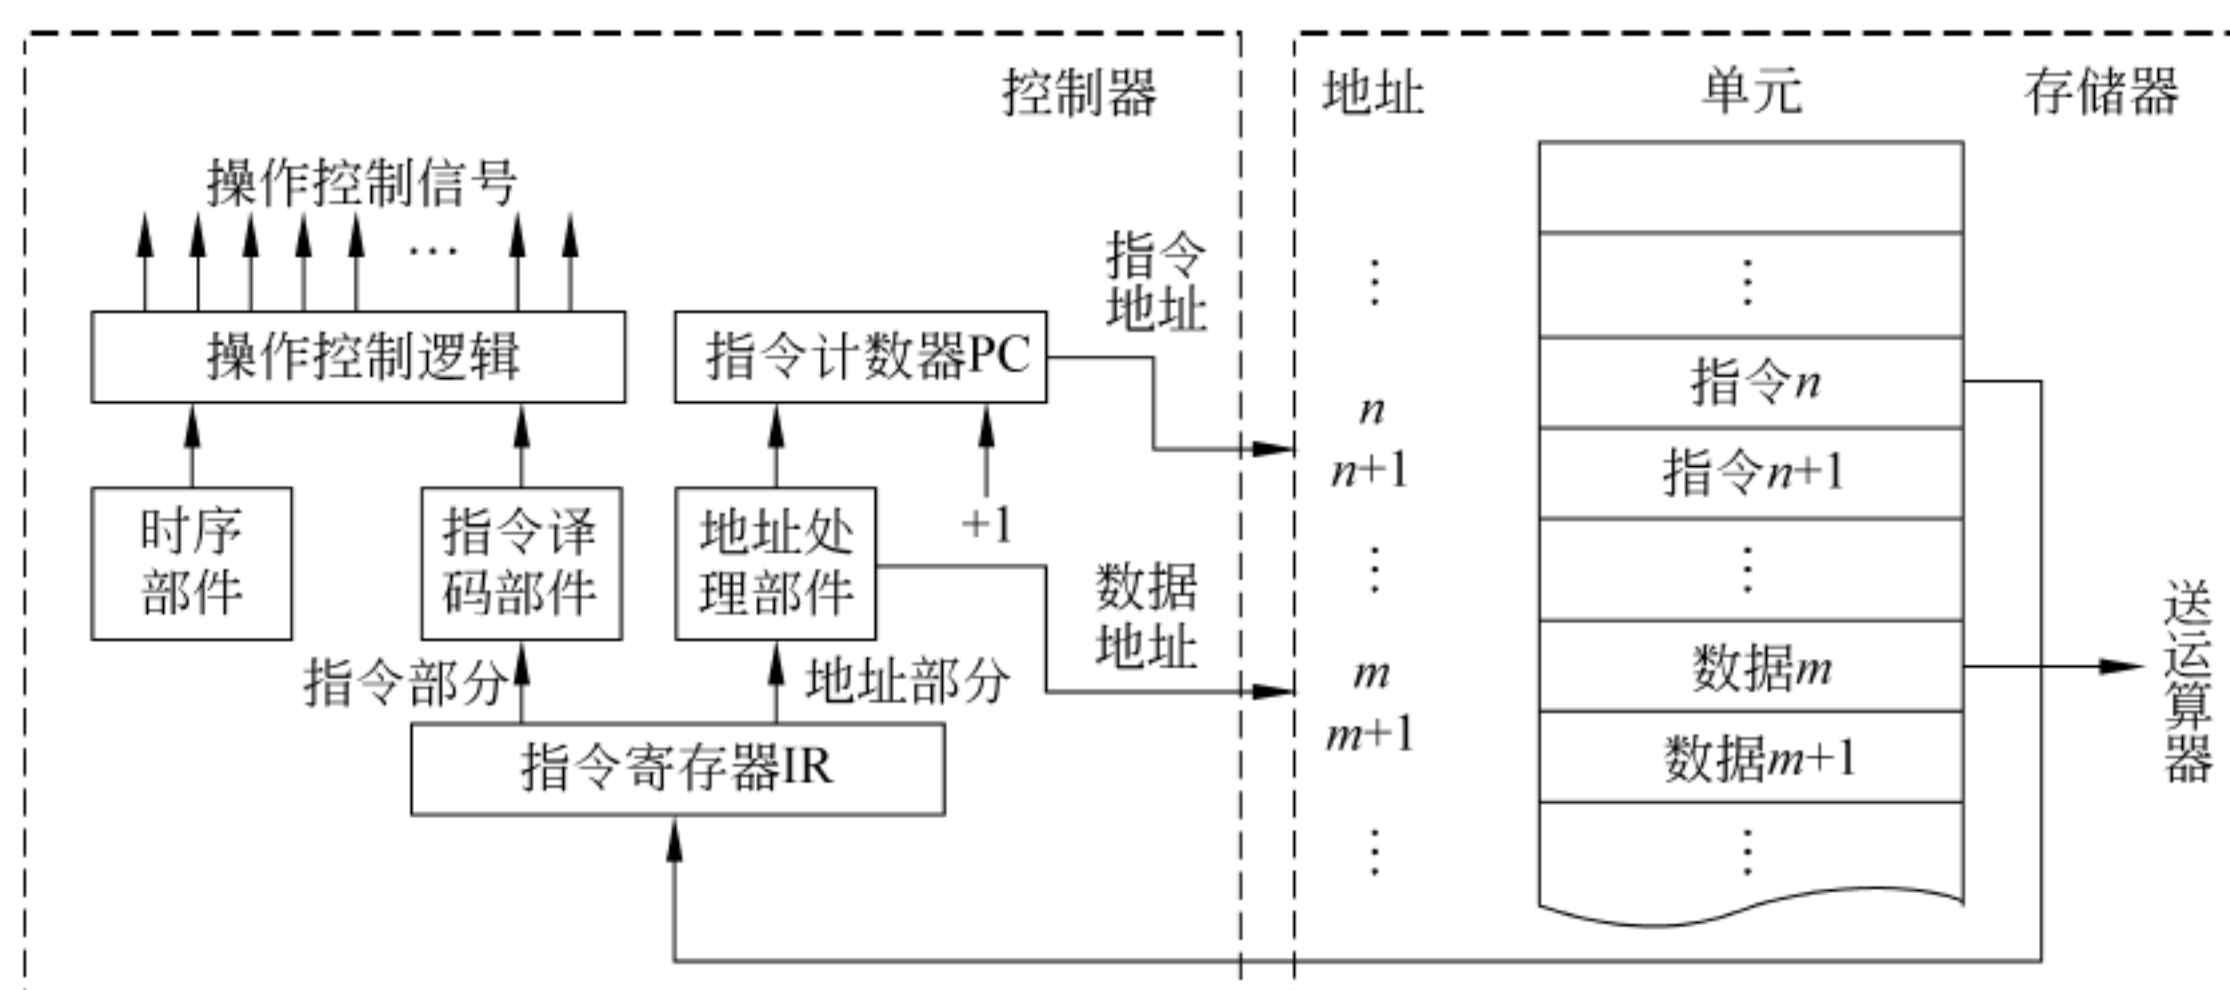 控制器
地址
单元
存储器
操作控制信号
…
指令
地址
操作控制逻辑
指令计数器PC
+1
时序
部件
指令译
码部件
地址处
理部件
数据
地址
指令部分
地址部分
指令寄存器IR
⋮
n
n+1
⋮
m
m+1
⋮
⋮
指令n
指令n+1
⋮
数据m
数据m+1
⋮
送运算器